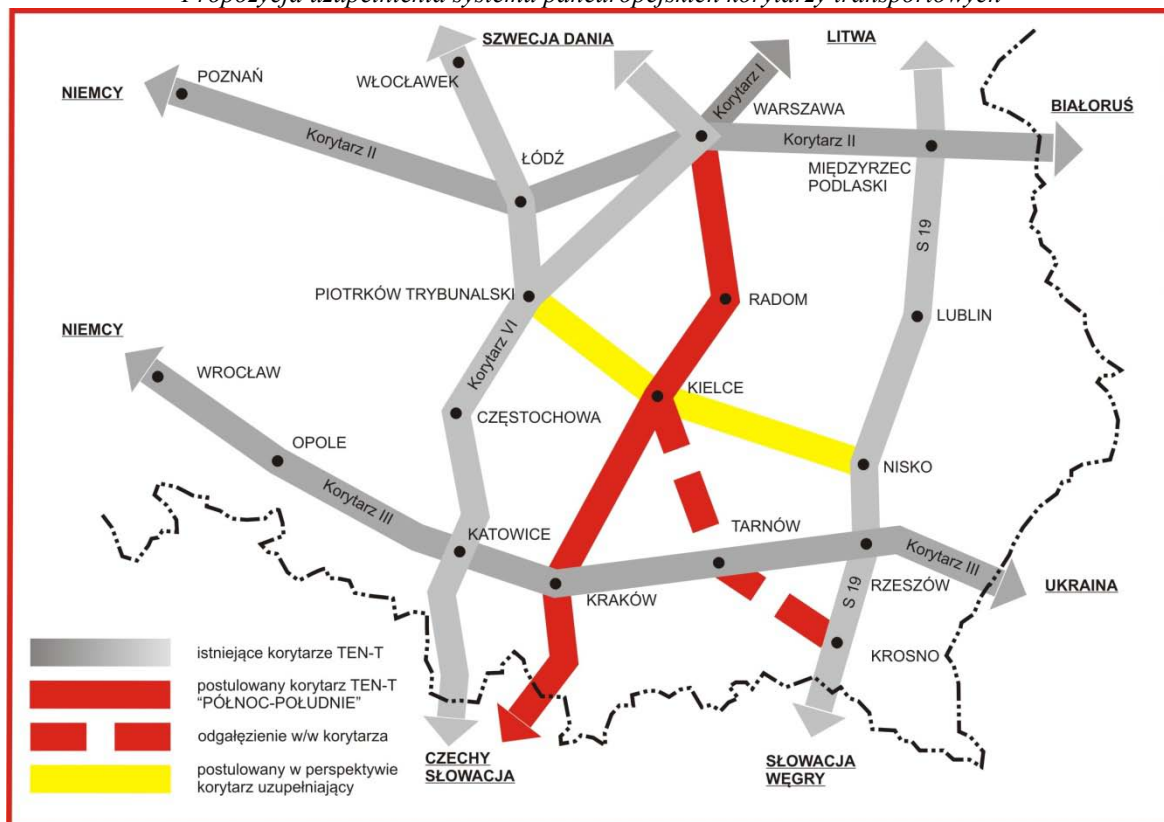 Propozycja uzupełnienia systemu paneuropejskich korytarzy transportowych
SZWECJA DANIA
LITWA
NIEMCY
POZNAŃ
WŁOCŁAWEK
Korytarz I
WARSZAWA
BIAŁORUŚ
Korytarz II
Korytarz II
ŁÓDŹ
MIĘDZYRZEC
PODLASKI
S 19
PIOTRKÓW TRYBUNALSKI
RADOM
LUBLIN
NIEMCY
Korytarz VI
WROCŁAW
KIELCE
CZĘSTOCHOWA
OPOLE
NISKO
Korytarz III
KATOWICE
TARNÓW
Korytarz III
KRAKÓW
S 19
RZESZÓW
UKRAINA
KROSNO
istniejące korytarze TEN-T
postulowany korytarz TEN-T
"PÓŁNOC-POŁUDNIE"
odgałęzienie w/w korytarza
postulowany w perspektywie
korytarz uzupełniający
CZECHY
SŁOWACJA
SŁOWACJA
WĘGRY